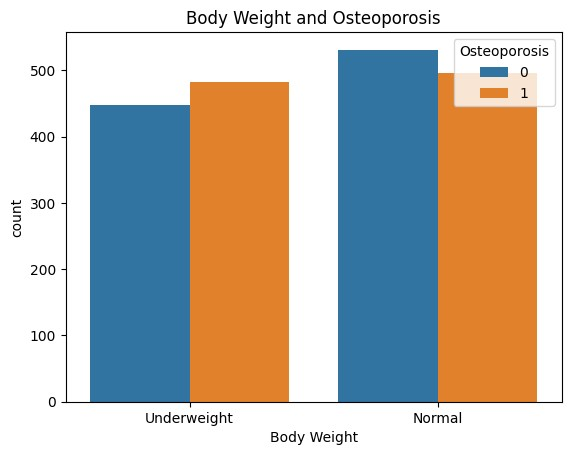 Body Weight and Osteoporosis
Osteoporosis
0
1
500
400
300
200
100
0
count
Underweight Normal
Body Weight